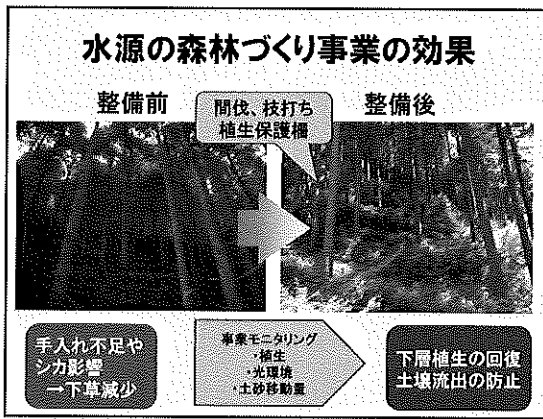 水源の森林づくり事業の効果
整備前
間伐、枝打ち
植生保護柵
整備後
手入れ不足や
シカ影響
→下草減少
事業モニタリング
・植生
・光環境
・土砂移動量
下層植生の回復
土壌流出の防止